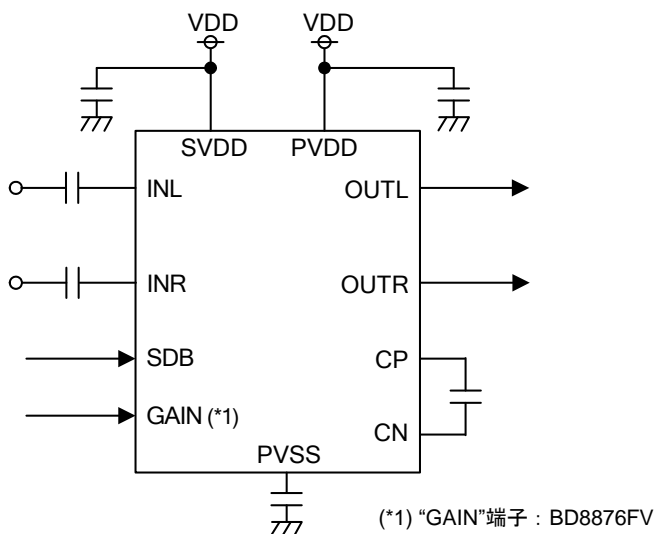 VDD VDD
SVDD PVDD
INL OUTL
INR OUTR
SDB CP
GAIN (*1)
CN
PVSS
(*1) “GAIN”端子：BD8876FV